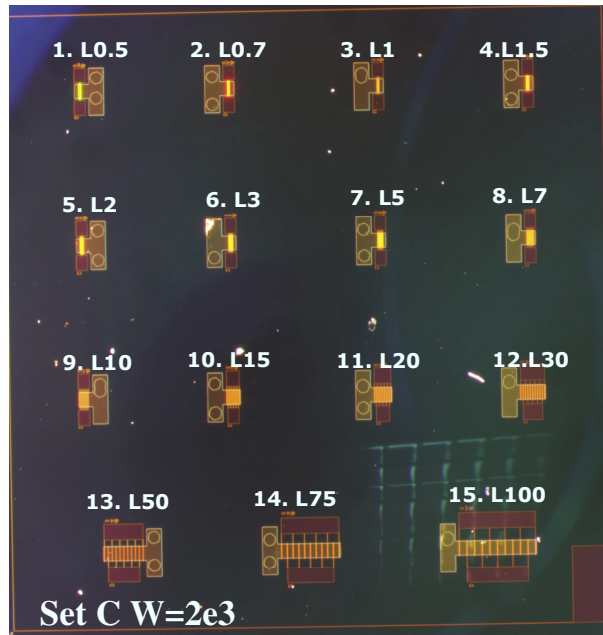 1. L0.5
2. L0.7
3. L1
4.L1.5
5. L2
6. L3
7. L5
8. L7
9. L10
10. L15
11. L20
12.L30
13. L50
14. L75
15. L100
Set C W=2e3